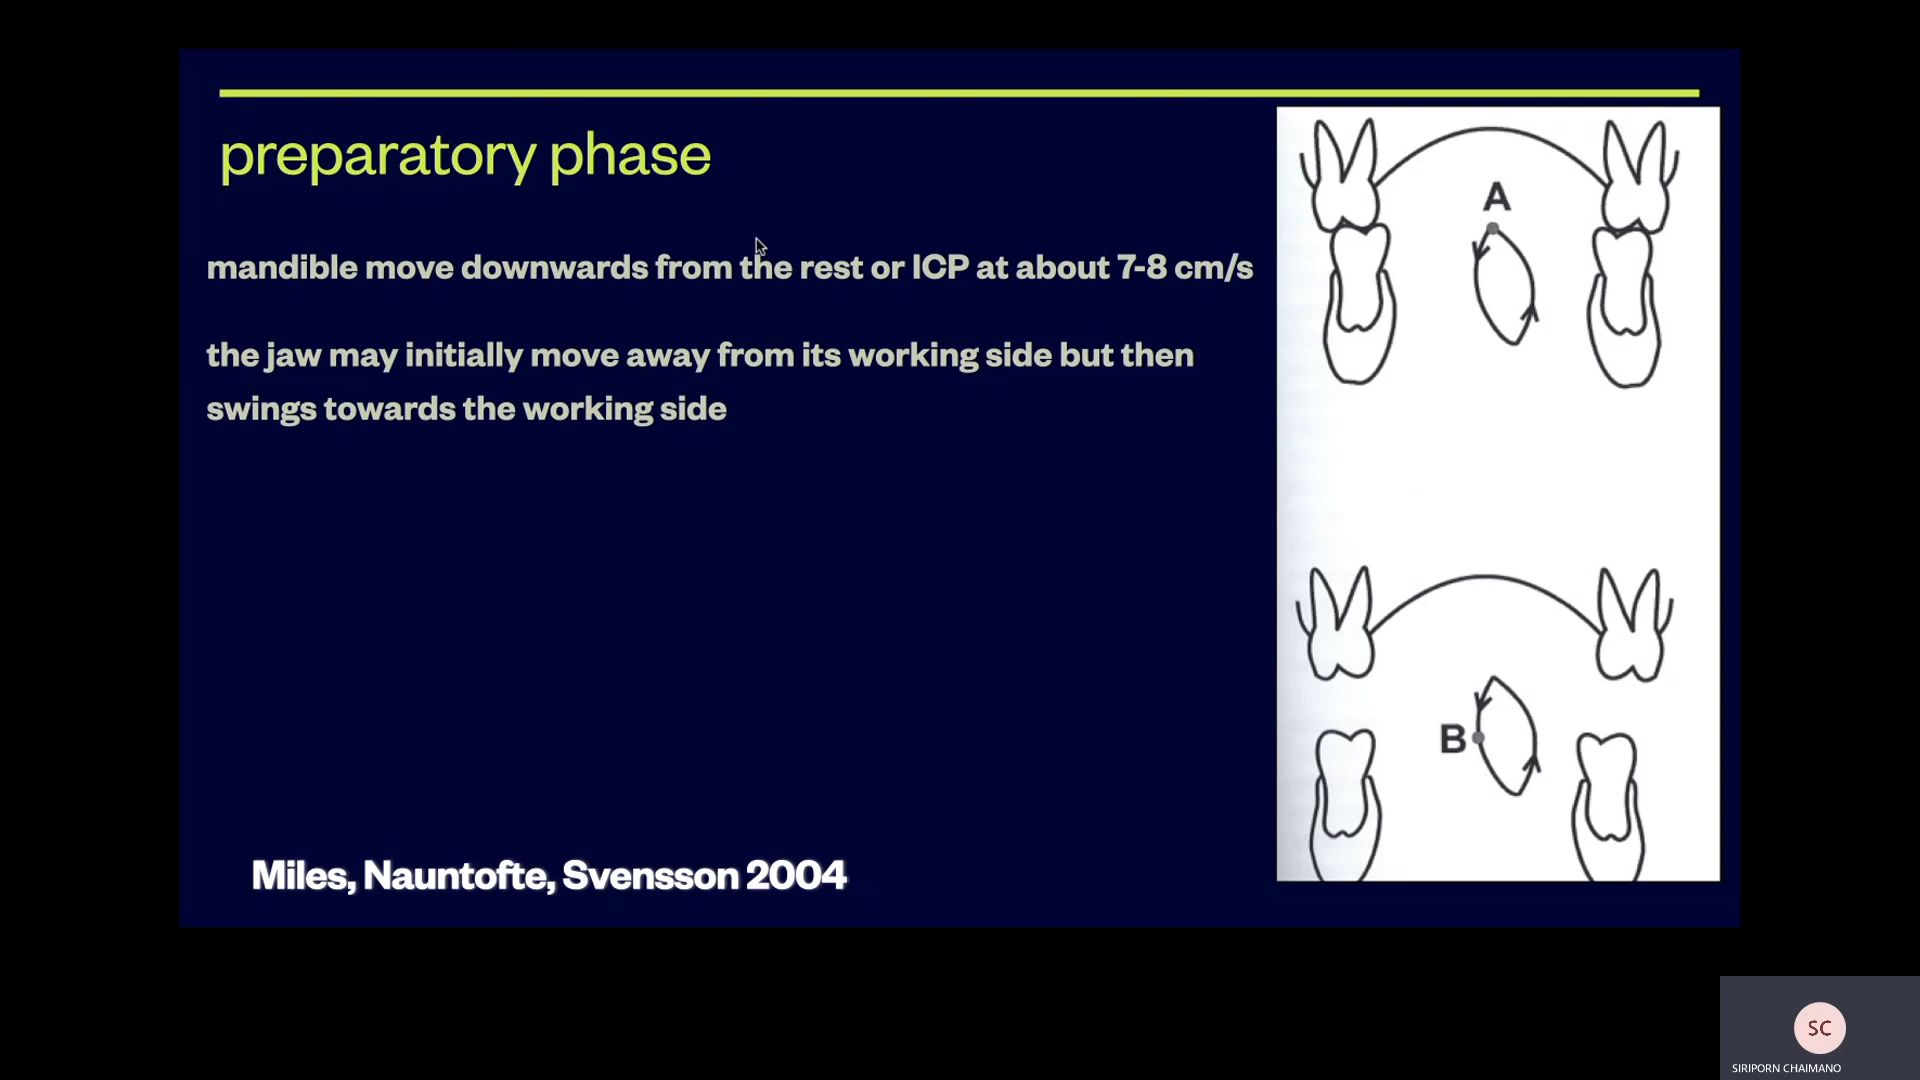 preparatory phase
mandible move downwards from the rest or ICP at about 7-8 cm/s
the jaw may initially move away from its working side but then
swings towards the working side
Miles, Nauntofte, Svensson 2004
A
B
SC
SIRIPORN CHAIMANO